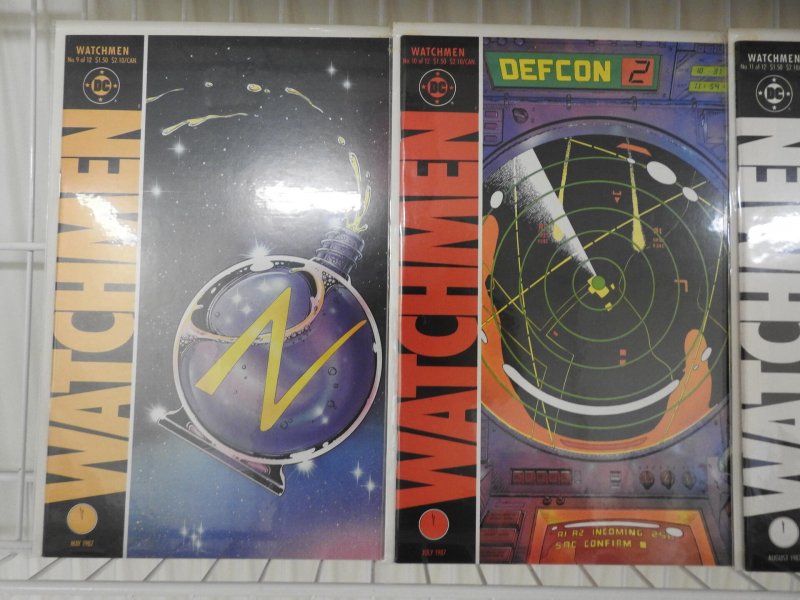 WATCHMEN
No. 9 of 12 $1.50 $2.10/CAN.
DC
WATCHMEN
N
MAY 1987
WATCHMEN
No. 10 of 12 $1.50 $2.10/CAN.
DC
WATCHMEN
JULY 1987
DEFCON 2
A1 A2 INCOMING
SAC CONFIRM
WATCHMEN
No. 11 of 12 $1.50 $2.10
DC
WATCHMEN
AUGUST 1987